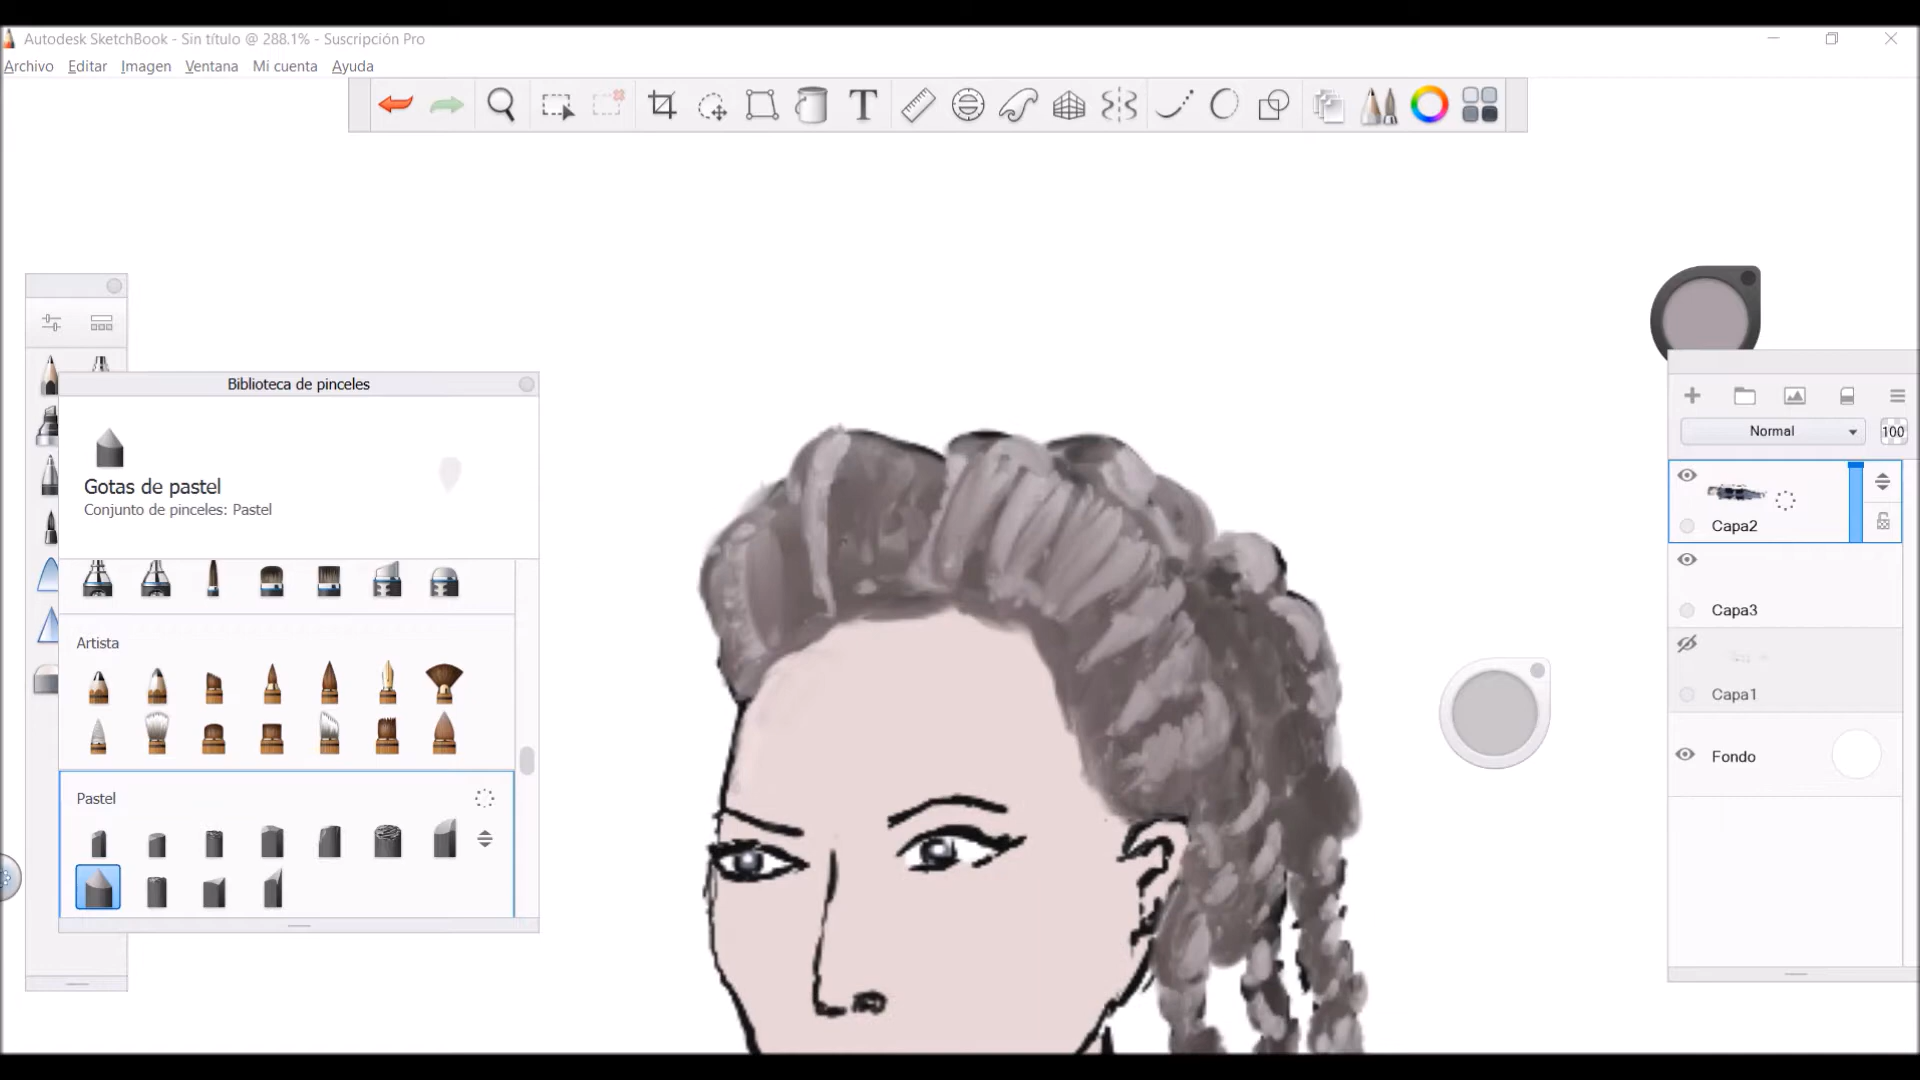 Autodesk SketchBook - Sin título @ 288.1% - Suscripción Pro
Archivo Editar Imagen Ventana Mi cuenta Ayuda
T
Biblioteca de pinceles
Gotas de pastel
Conjunto de pinceles: Pastel
Artista
Pastel
Normal 100
Capa2
Capa3
Capa1
Fondo